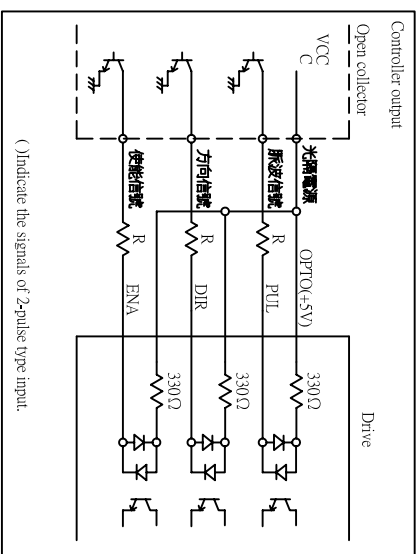 Controller output
Open collector
VCC
C
光隔電源
OPTO(+5V)
330Ω
Drive
脈波信號
R
PUL
330Ω
方向信號
R
DIR
330Ω
使能信號
R
ENA
( )Indicate the signals of 2-pulse type input.